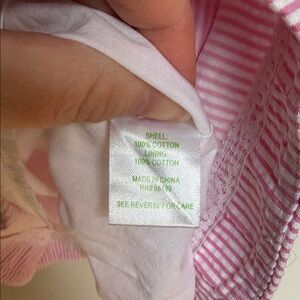 SHELL:
100% COTTON
LINING:
100% COTTON
MADE IN CHINA
SEE REVERSE FOR CARE